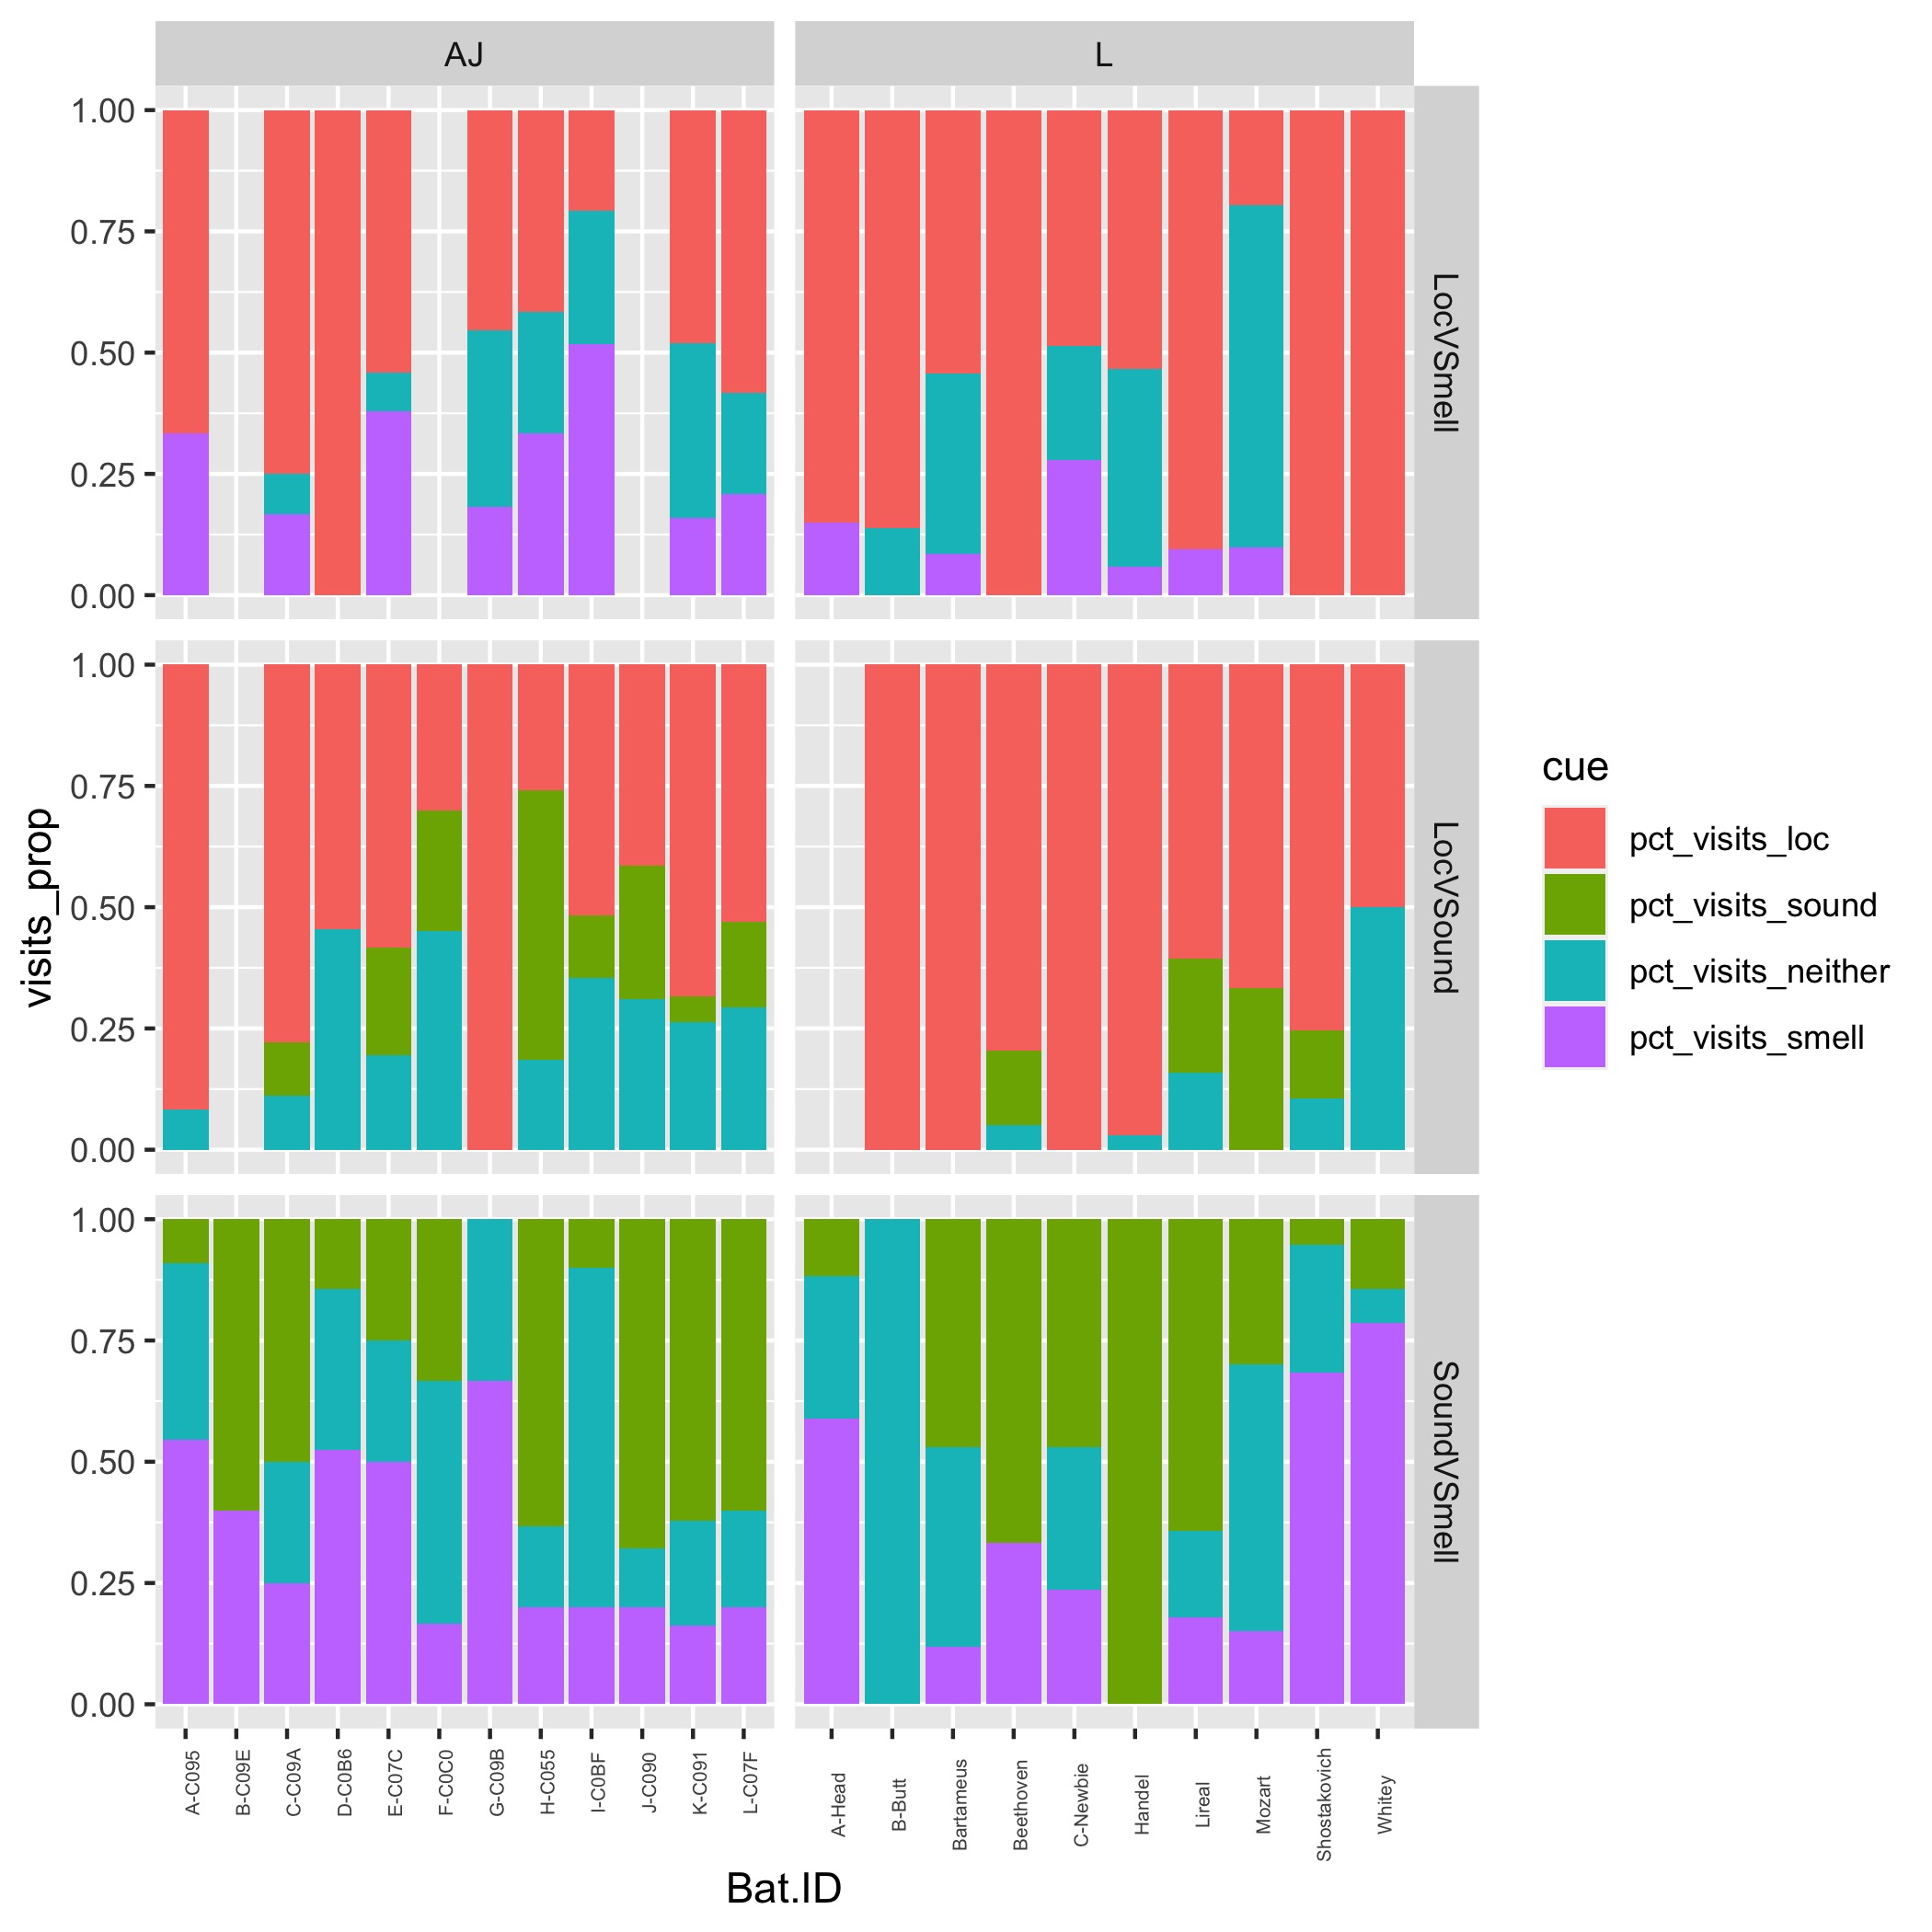 AJ
L
1.00
0.75
0.50
0.25
0.00
LocVSmell
1.00
0.75
0.50
0.25
0.00
LocVSound
1.00
0.75
0.50
0.25
0.00
SoundVSmell
visits_prop
A-C095
B-C09E
C-C09A
D-C0B6
E-C07C
F-C0C0
G-C09B
H-C055
I-C0BF
J-C090
K-C091
L-C07F
A-Head
B-Butt
Bartameus
Beethoven
C-Newbie
Handel
Lireal
Mozart
Shostakovich
Whitey
Bat.ID
cue
pct_visits_loc
pct_visits_sound
pct_visits_neither
pct_visits_smell